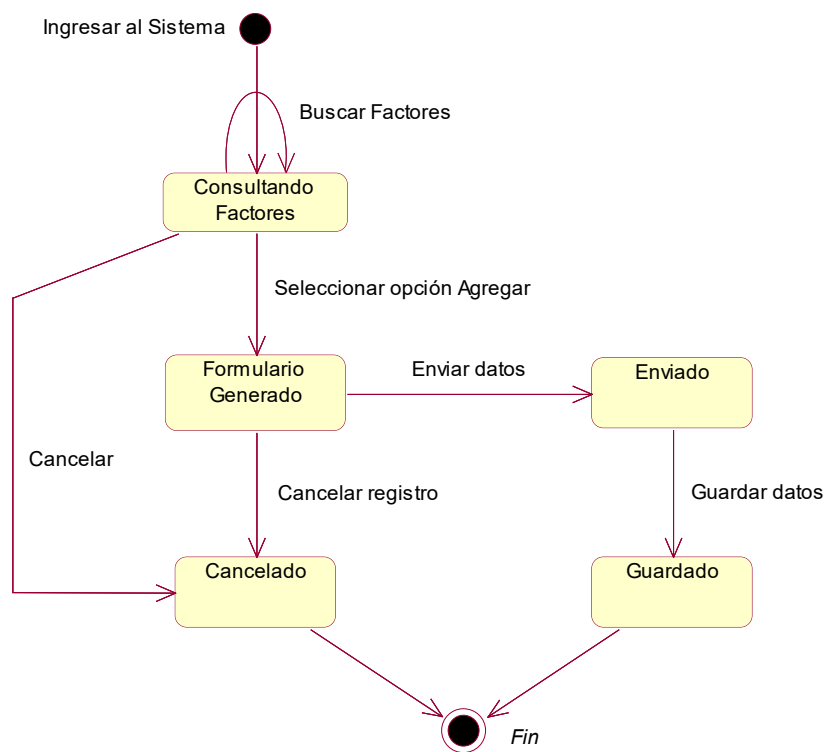 Ingresar al Sistema
Buscar Factores
Consultando
Factores
Seleccionar opción Agregar
Formulario
Generado
Enviar datos
Enviado
Cancelar
Cancelar registro
Guardar datos
Cancelado
Guardado
Fin